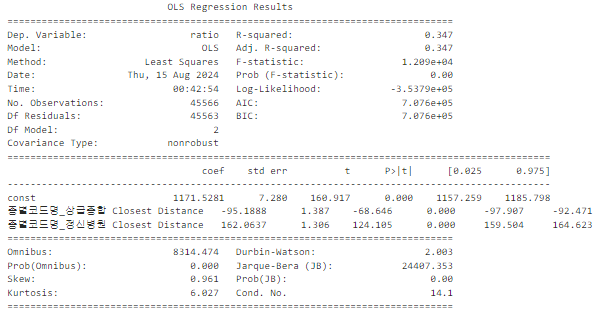 OLS Regression Results
==============================================================================
Dep. Variable: ratio R-squared: 0.347
Model: OLS Adj. R-squared: 0.347
Method: Least Squares F-statistic: 1.209e+04
Date: Thu, 15 Aug 2024 Prob (F-statistic): 0.00
Time: 00:42:54 Log-Likelihood: -3.5379e+05
No. Observations: 45566 AIC: 7.076e+05
Df Residuals: 45563 BIC: 7.076e+05
Df Model: 2
Covariance Type: nonrobust
==============================================================================================
coef std err t P>|t| [0.025 0.975]
----------------------------------------------------------------------------------------------
const 1171.5281 7.280 160.917 0.000 1157.259 1185.798
종별코드명_상급종합 Closest Distance -95.1888 1.387 -68.646 0.000 -97.907 -92.471
종별코드명_정신병원 Closest Distance 162.0637 1.306 124.105 0.000 159.504 164.623
==============================================================================
Omnibus: 8314.474 Durbin-Watson: 2.003
Prob(Omnibus): 0.000 Jarque-Bera (JB): 24407.353
Skew: 0.961 Prob(JB): 0.00
Kurtosis: 6.027 Cond. No. 14.1
==============================================================================